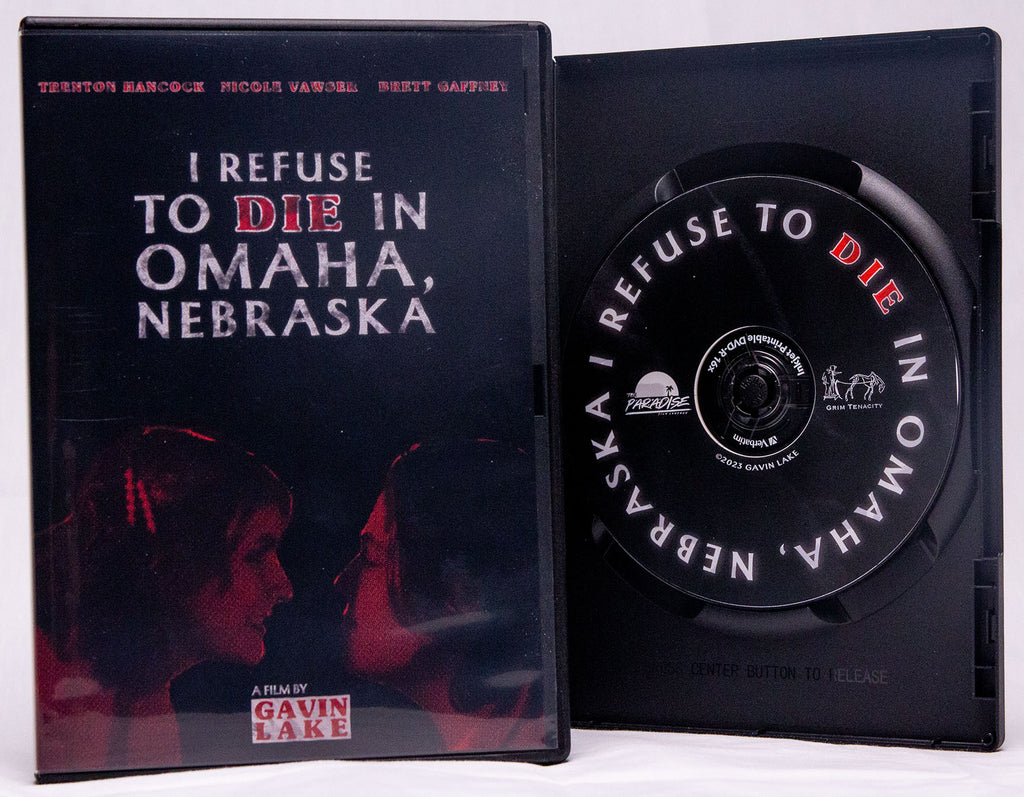 TRENTON HANCOCK NICOLE VAWSER BRETT GAFFNEY
I REFUSE
TO DIE IN
OMAHA,
NEBRASKA
A FILM BY
GAVIN
LAKE
I REFUSE TO DIE IN OMAHA, NEBRASKA
Inkjet Printable DVD-R 16x
Verbatim
©2023 GAVIN LAKE
PARADISE
GRIM TENACITY
CENTER BUTTON TO RELEASE